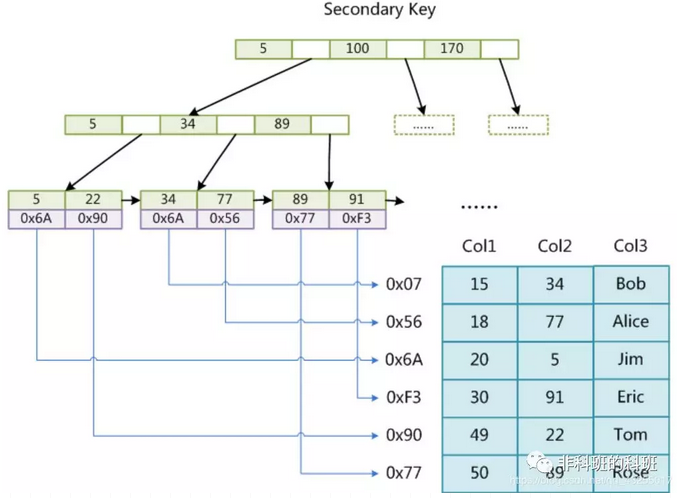 Secondary Key
5 100 170
5 34 89
...... ......
5 22 34 77 89 91
0x6A 0x90 0x6A 0x56 0x77 0xF3
......
Col1 Col2 Col3
0x07 15 34 Bob
0x56 18 77 Alice
0x6A 20 5 Jim
0xF3 30 91 Eric
0x90 49 22 Tom
0x77 50 89 Rose
非科班的科班